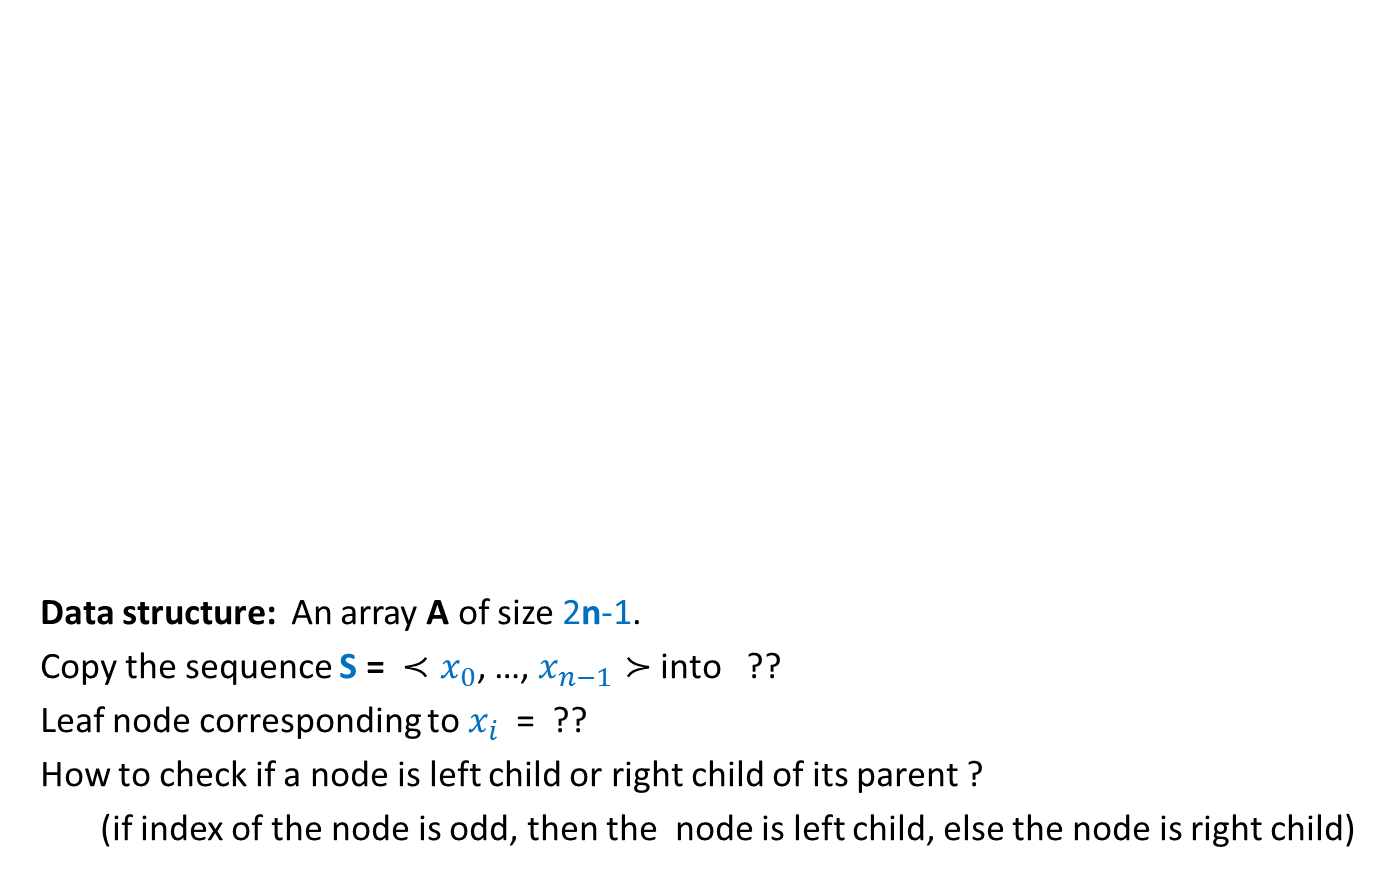 Data structure: An array A of size 2n-1.
Copy the sequence S = ≺ x₀, ..., xₙ₋₁ ≻ into ??
Leaf node corresponding to xᵢ = ??
How to check if a node is left child or right child of its parent ?
(if index of the node is odd, then the node is left child, else the node is right child)